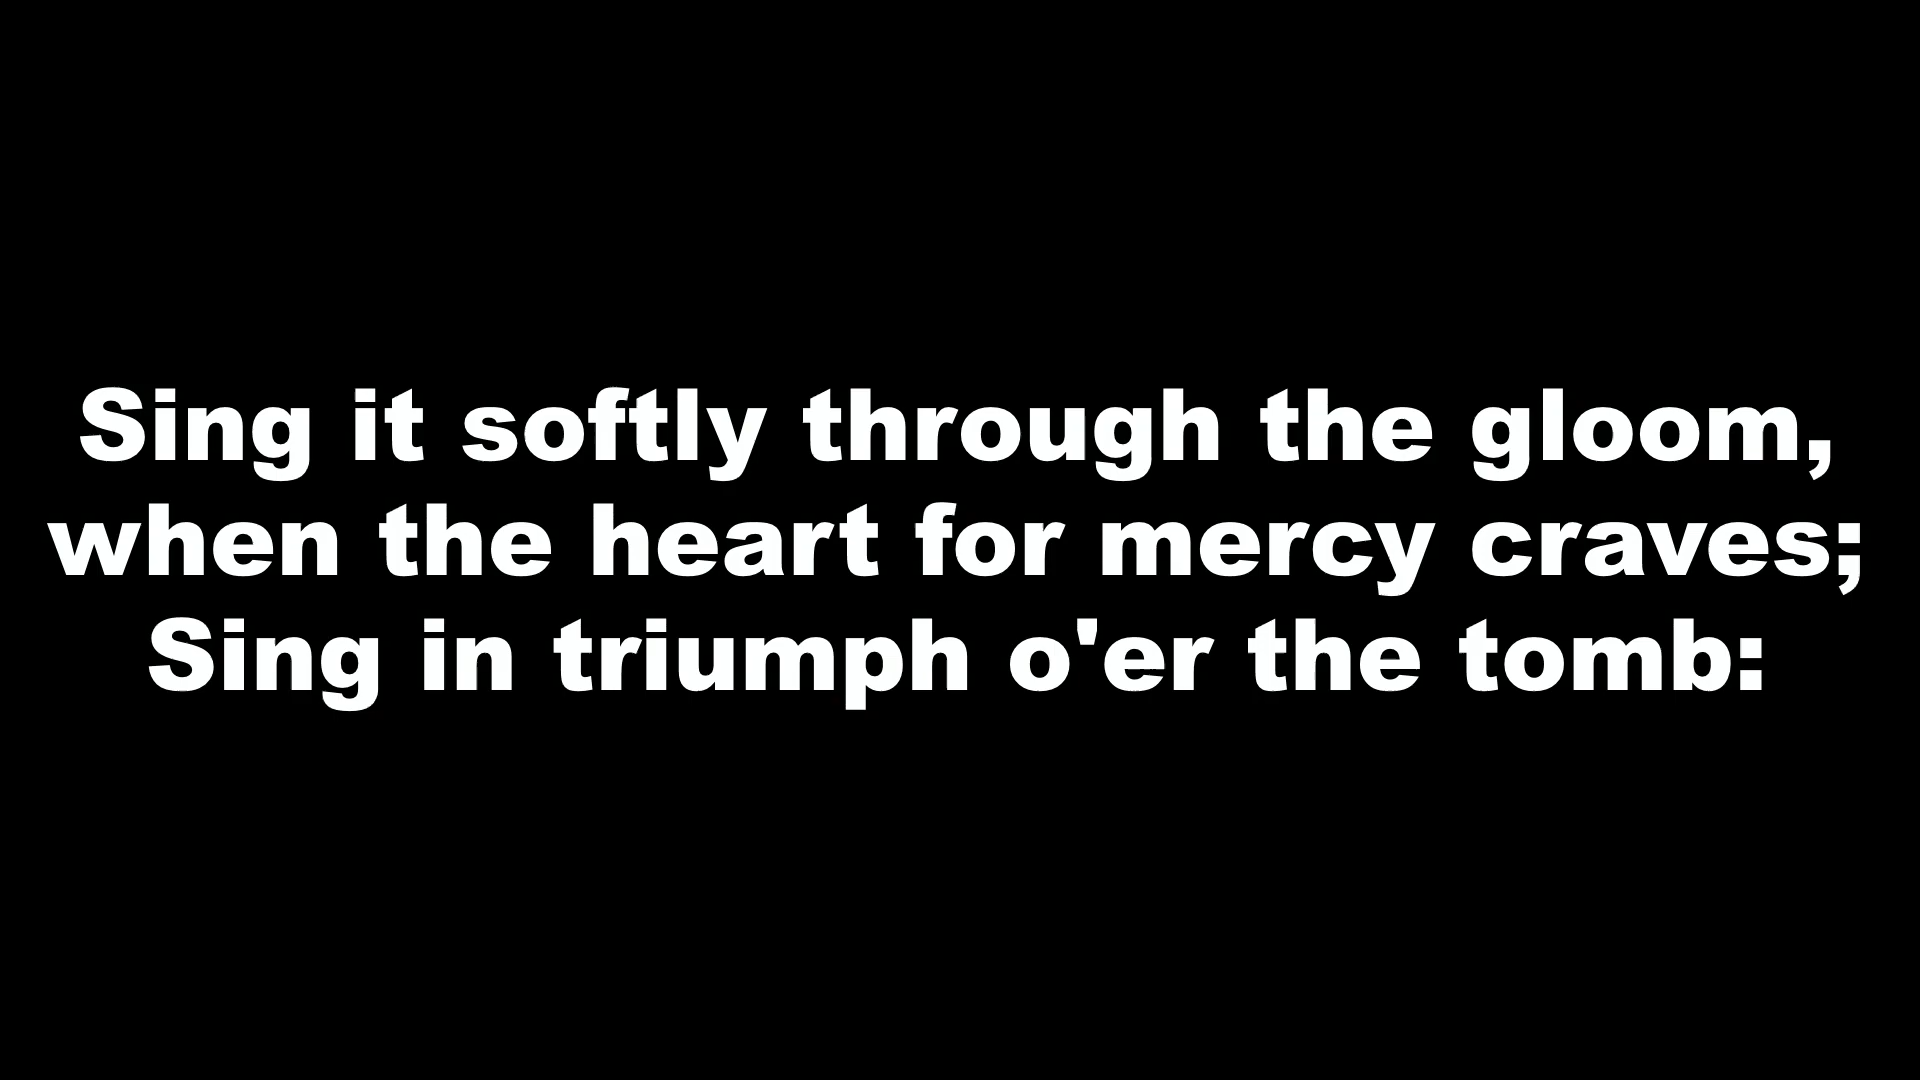 Sing it softly through the gloom,
when the heart for mercy craves;
Sing in triumph o'er the tomb: